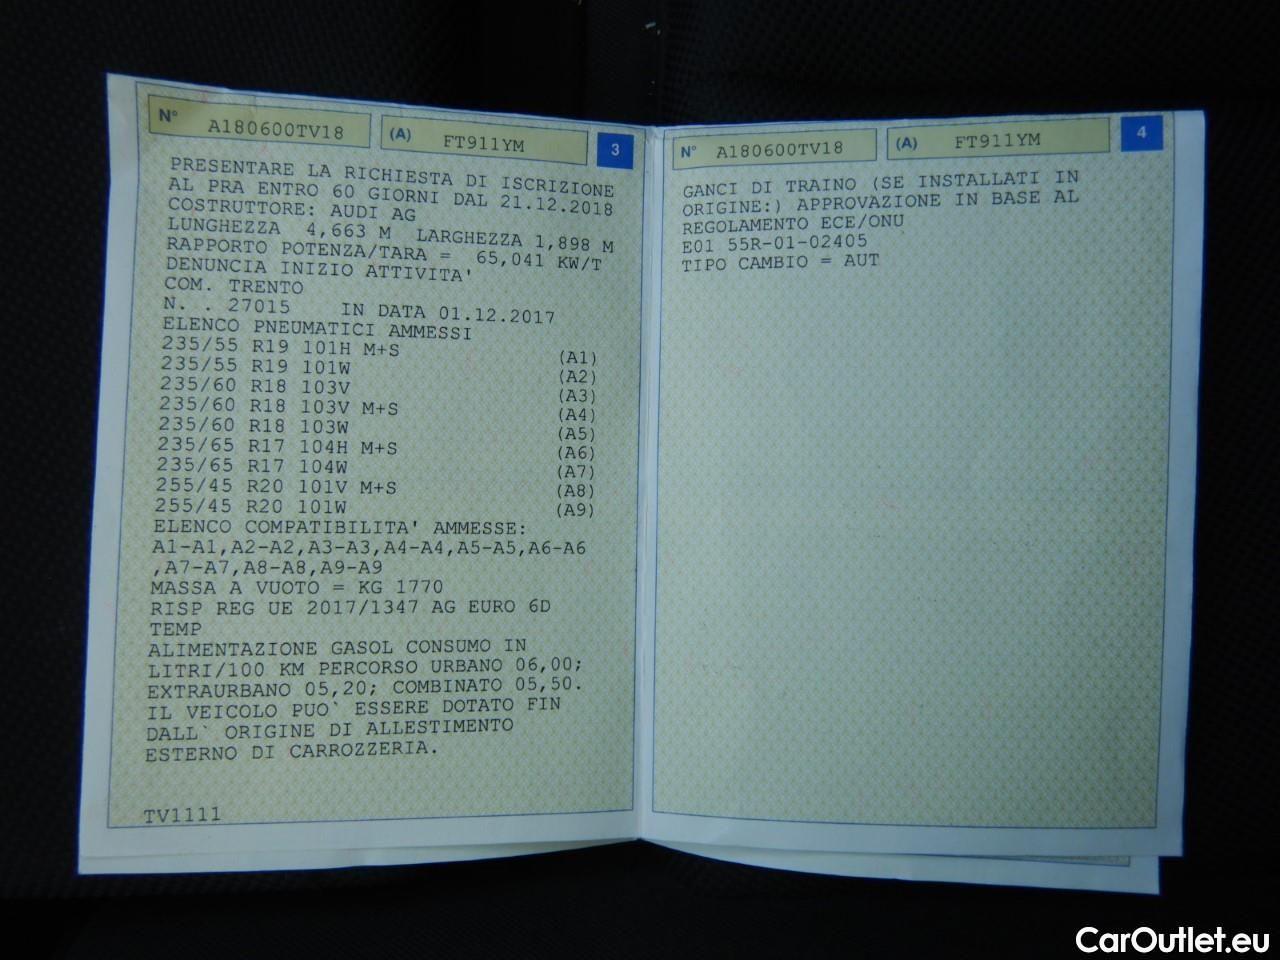 N° A180600TV18 (A) FT911YM 3
PRESENTARE LA RICHIESTA DI ISCRIZIONE
AL PRA ENTRO 60 GIORNI DAL 21.12.2018
COSTRUTTORE: AUDI AG
LUNGHEZZA 4,663 M LARGHEZZA 1,898 M
RAPPORTO POTENZA/TARA = 65,041 KW/T
DENUNCIA INIZIO ATTIVITA'
COM. TRENTO
N. . 27015 IN DATA 01.12.2017
ELENCO PNEUMATICI AMMESSI
235/55 R19 101H M+S (A1)
235/55 R19 101W (A2)
235/60 R18 103V (A3)
235/60 R18 103V M+S (A4)
235/60 R18 103W (A5)
235/65 R17 104H M+S (A6)
235/65 R17 104W (A7)
255/45 R20 101V M+S (A8)
255/45 R20 101W (A9)
ELENCO COMPATIBILITA' AMMESSE:
A1-A1,A2-A2,A3-A3,A4-A4,A5-A5,A6-A6
,A7-A7,A8-A8,A9-A9
MASSA A VUOTO = KG 1770
RISP REG UE 2017/1347 AG EURO 6D
TEMP
ALIMENTAZIONE GASOL CONSUMO IN
LITRI/100 KM PERCORSO URBANO 06,00;
EXTRAURBANO 05,20; COMBINATO 05,50.
IL VEICOLO PUO` ESSERE DOTATO FIN
DALL` ORIGINE DI ALLESTIMENTO
ESTERNO DI CARROZZERIA.
TV1111
N° A180600TV18 (A) FT911YM 4
GANCI DI TRAINO (SE INSTALLATI IN
ORIGINE:) APPROVAZIONE IN BASE AL
REGOLAMENTO ECE/ONU
E01 55R-01-02405
TIPO CAMBIO = AUT
CarOutlet.eu